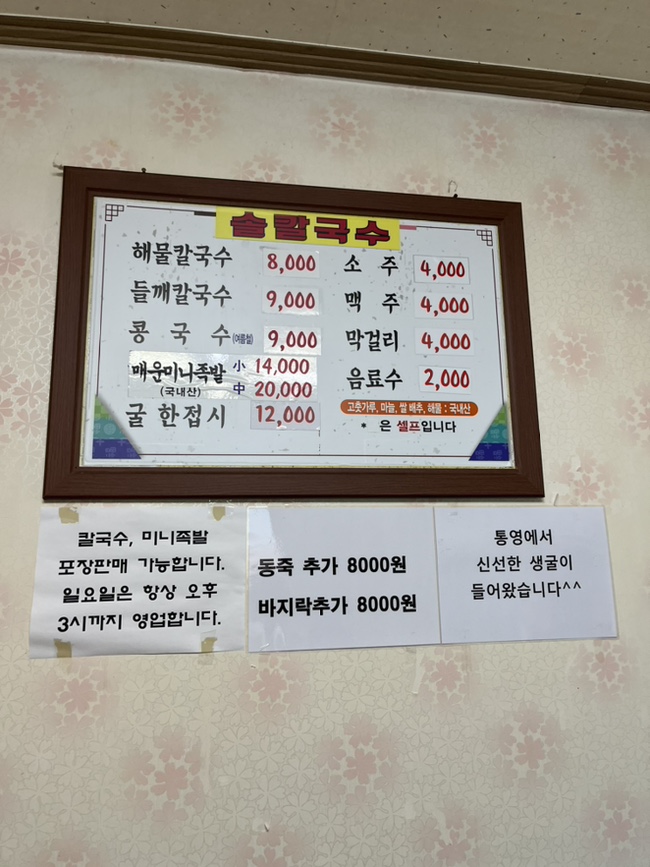 솔칼국수
해물칼국수 8,000
들깨칼국수 9,000
콩국수(여름철) 9,000
매운미니족발 小 14,000
(국내산) 中 20,000
굴 한접시 12,000
소주 4,000
맥주 4,000
막걸리 4,000
음료수 2,000
고춧가루, 마늘, 쌀 배추, 해물 : 국내산
* 은 셀프입니다
칼국수, 미니족발
포장판매 가능합니다.
일요일은 항상 오후
3시까지 영업합니다.
동죽 추가 8000원
바지락추가 8000원
통영에서
신선한 생굴이
들어왔습니다^^